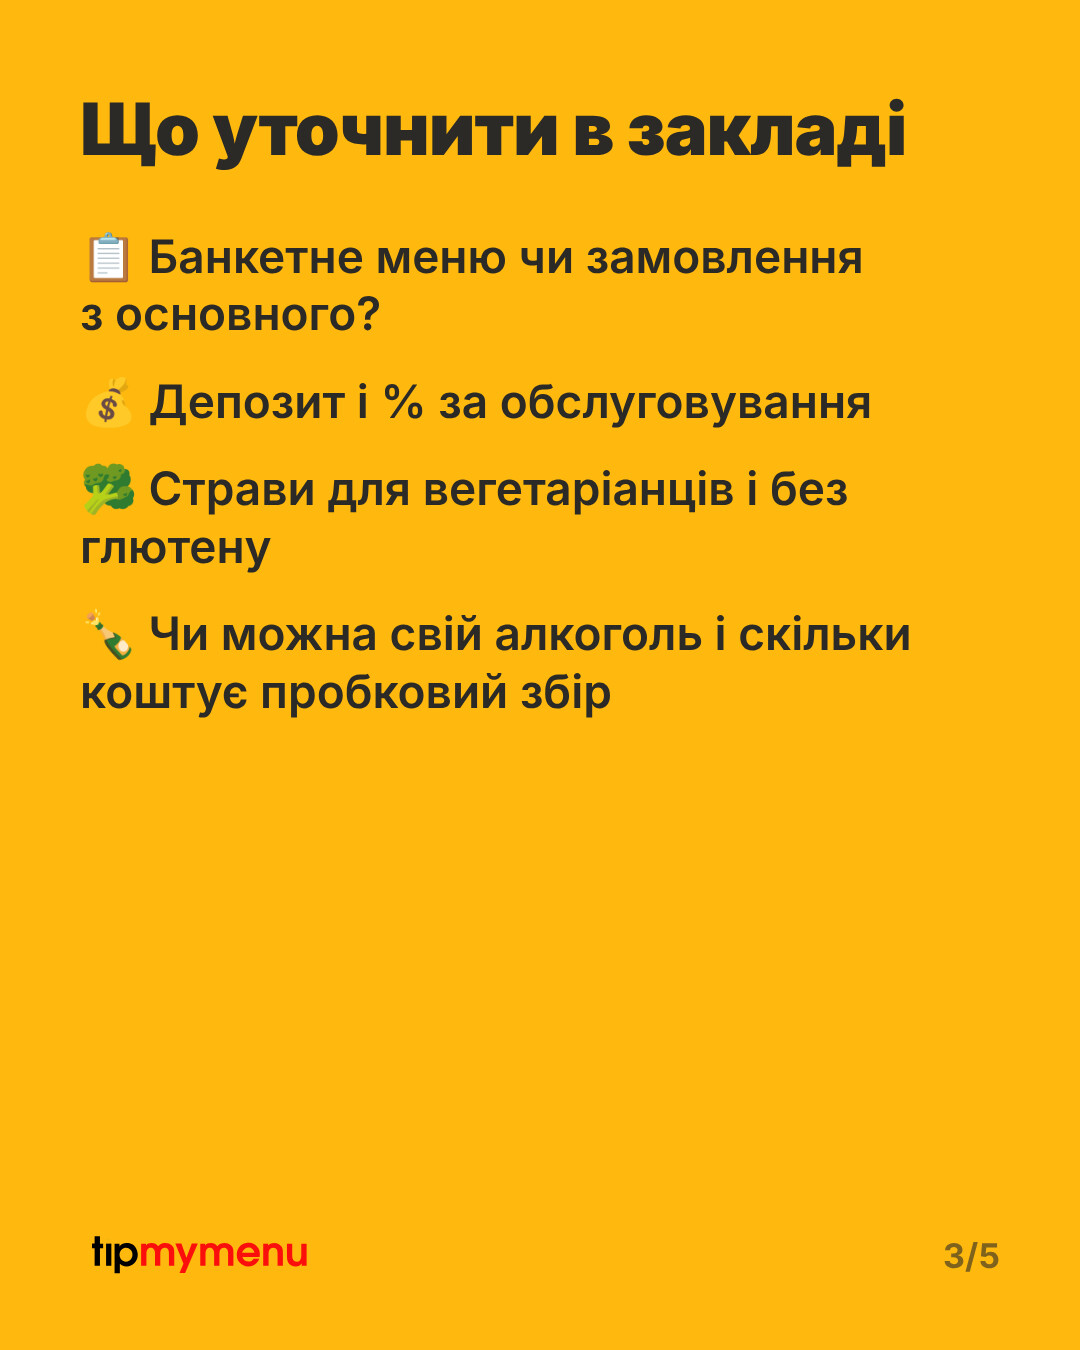 Що уточнити в закладі
📋 Банкетне меню чи замовлення
з основного?
💰 Депозит і % за обслуговування
🥦 Страви для вегетаріанців і без
глютену
🍾 Чи можна свій алкоголь і скільки
коштує пробковий збір
tipmymenu
3/5